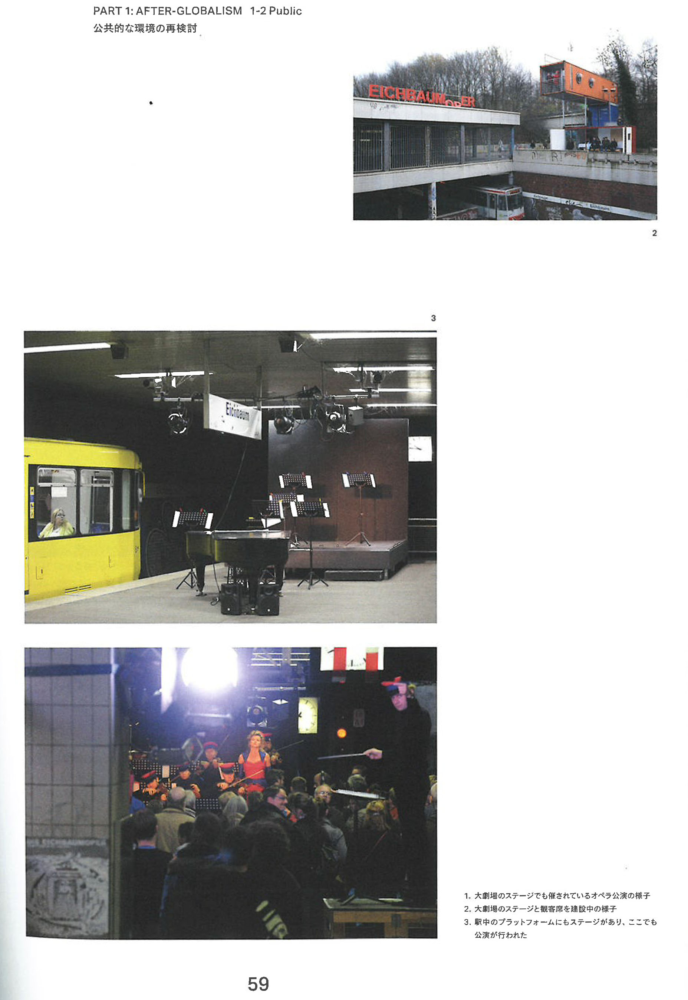 PART 1: AFTER-GLOBALISM 1-2 Public
公共的な環境の再検討
EICHBAUMOPER
Eichbaum
2
3
Eichbaum
1. 大劇場のステージでも催されているオペラ公演の様子
2. 大劇場のステージと観客席を建設中の様子
3. 駅中のプラットフォームにもステージがあり、ここでも
公演が行われた
59